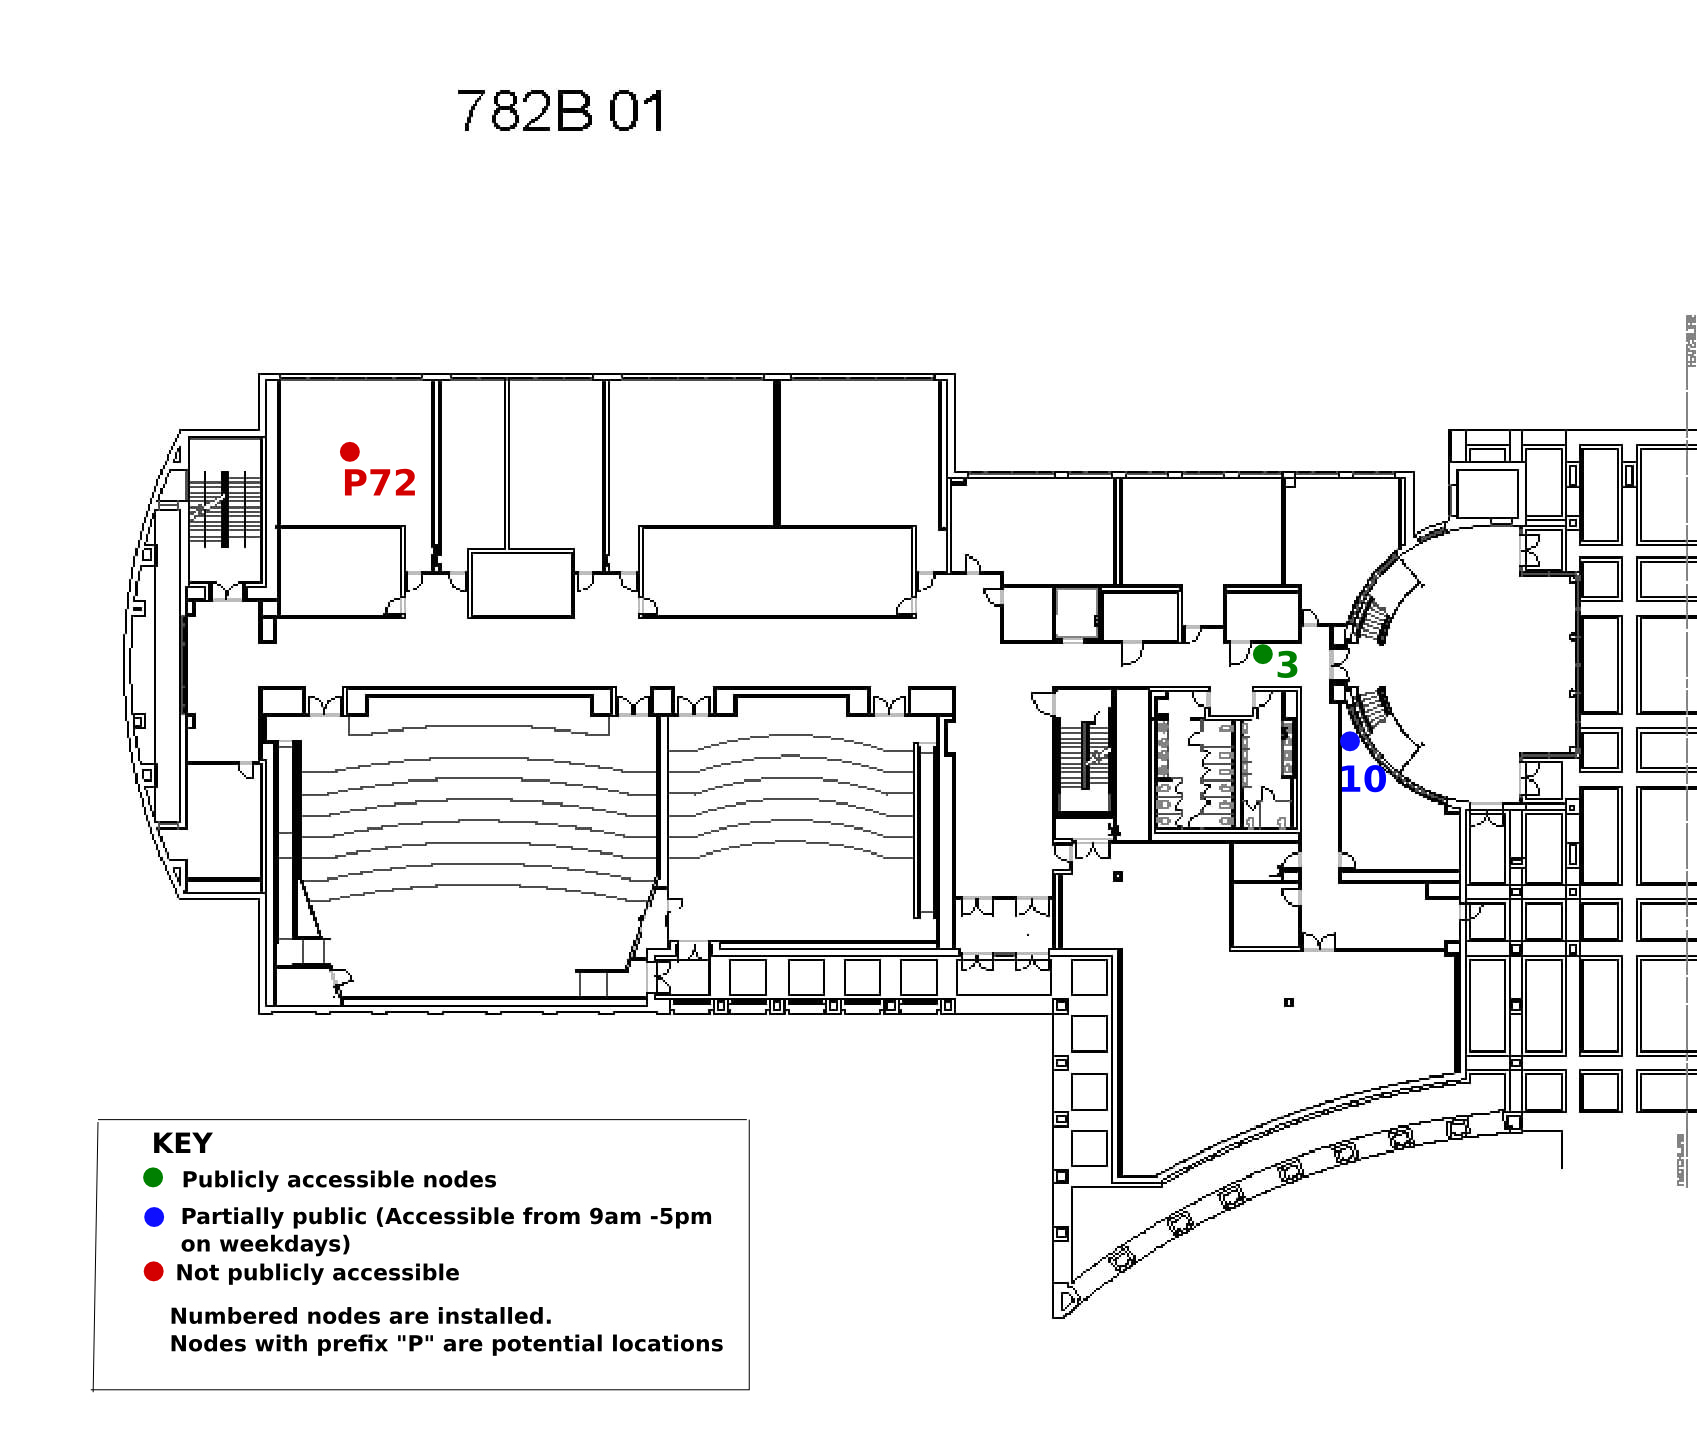 782B 01
P72
3
10
KEY
Publicly accessible nodes
Partially public (Accessible from 9am -5pm
on weekdays)
Not publicly accessible
Numbered nodes are installed.
Nodes with prefix "P" are potential locations